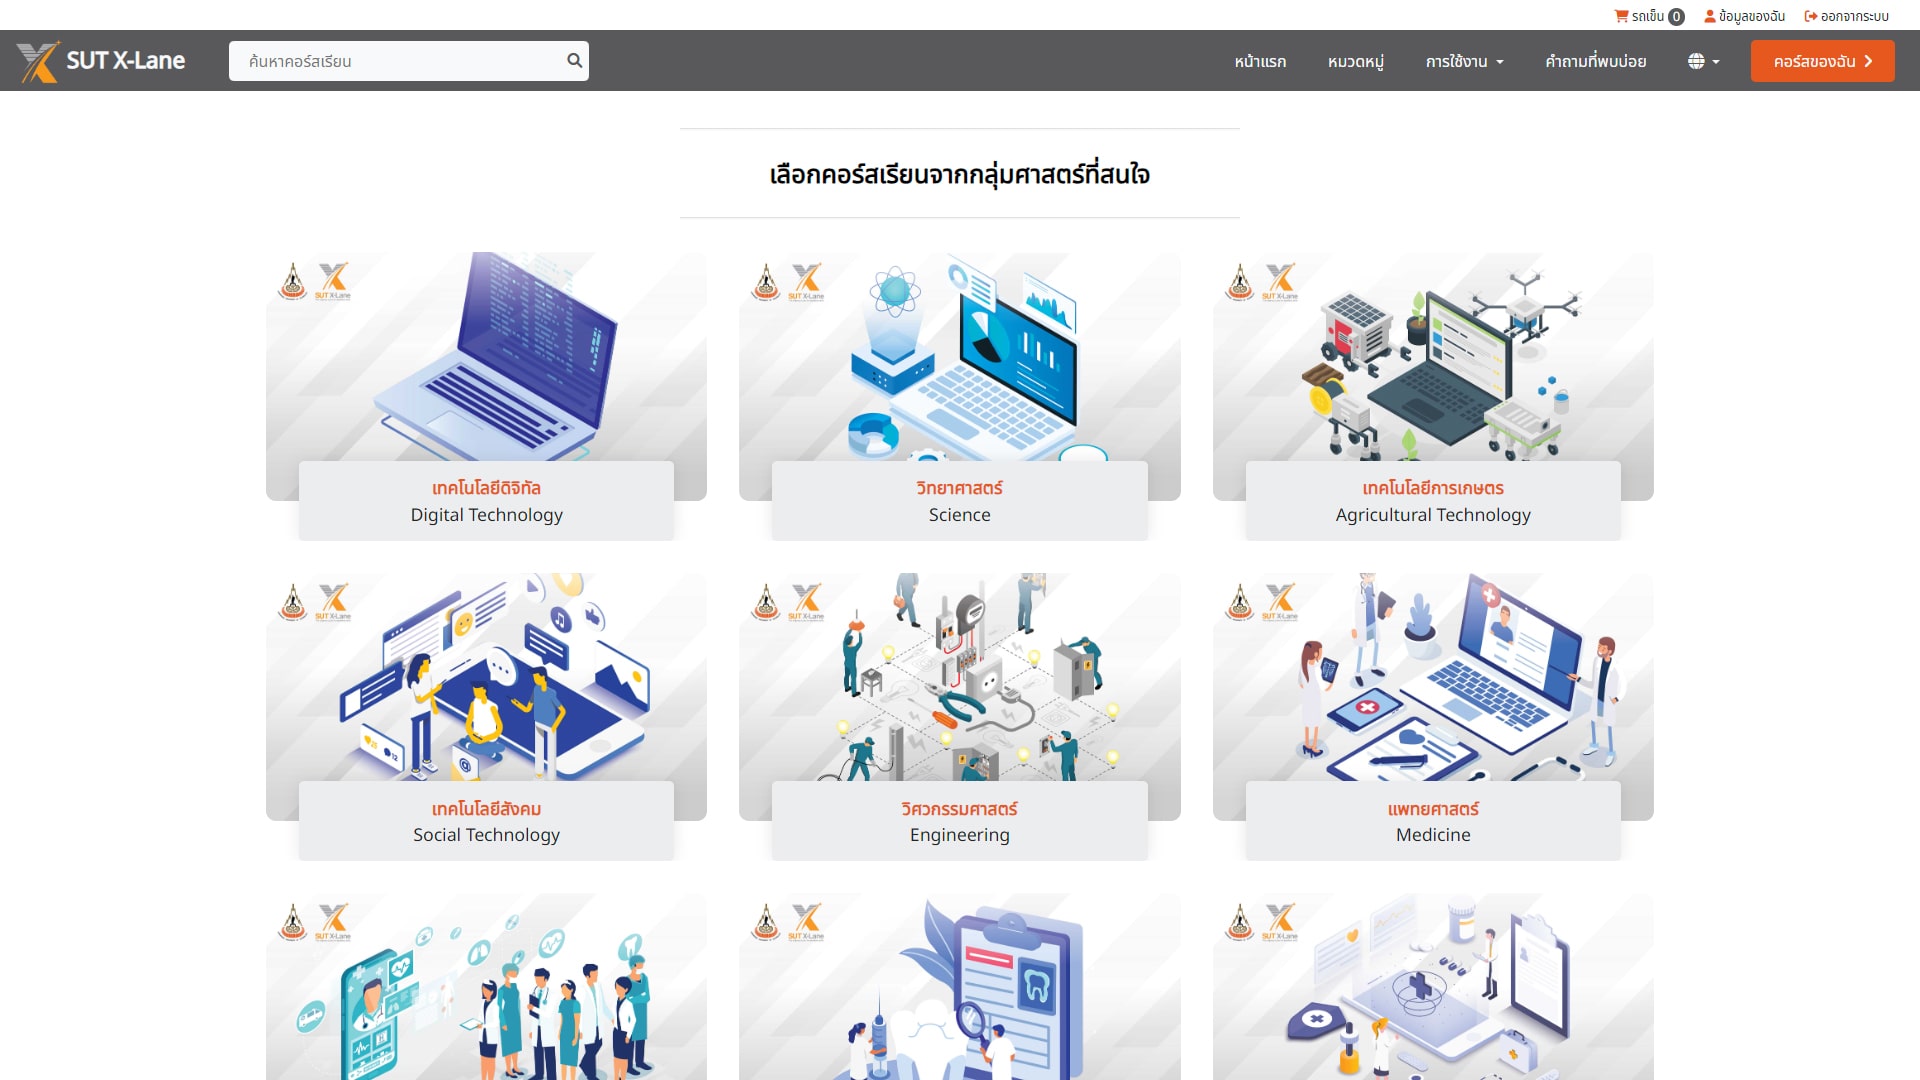 รถเข็น 0 ข้อมูลของฉัน ออกจากระบบ
SUT X-Lane ค้นหาคอร์สเรียน หน้าแรก หมวดหมู่ การใช้งาน คำถามที่พบบ่อย คอร์สของฉัน
เลือกคอร์สเรียนจากกลุ่มศาสตร์ที่สนใจ
SUT X-Lane SUT X-Lane SUT X-Lane
เทคโนโลยีดิจิทัล วิทยาศาสตร์ เทคโนโลยีการเกษตร
Digital Technology Science Agricultural Technology
SUT X-Lane SUT X-Lane SUT X-Lane
เทคโนโลยีสังคม วิศวกรรมศาสตร์ แพทยศาสตร์
Social Technology Engineering Medicine
SUT X-Lane SUT X-Lane SUT X-Lane